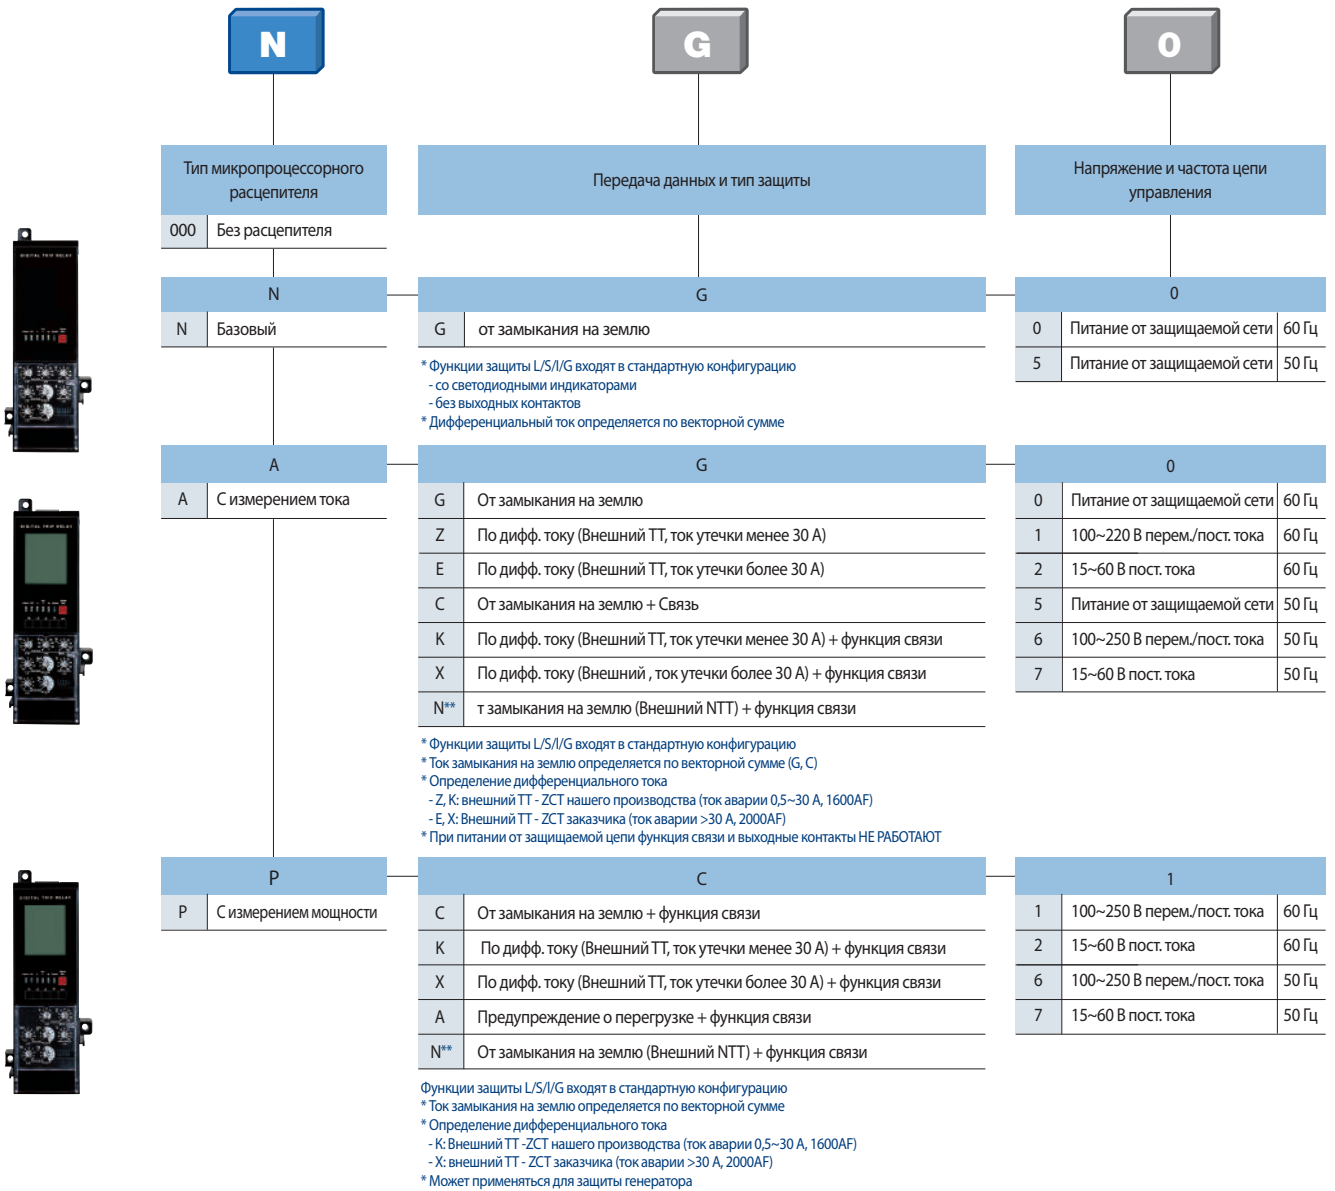 N
G
0
Тип микропроцессорного
расцепителя
Передача данных и тип защиты
Напряжение и частота цепи
управления
000 Без расцепителя
N
G
0
N Базовый
G от замыкания на землю
0 Питание от защищаемой сети 60 Гц
5 Питание от защищаемой сети 50 Гц
* Функции защиты L/S/I/G входят в стандартную конфигурацию
- со светодиодными индикаторами
- без выходных контактов
* Дифференциальный ток определяется по векторной сумме
DIGITAL TRIP RELAY
A
G
0
A С измерением тока
G От замыкания на землю
Z По дифф. току (Внешний ТТ, ток утечки менее 30 А)
E По дифф. току (Внешний ТТ, ток утечки более 30 А)
C От замыкания на землю + Связь
K По дифф. току (Внешний ТТ, ток утечки менее 30 А) + функция связи
X По дифф. току (Внешний , ток утечки более 30 А) + функция связи
N** т замыкания на землю (Внешний NTT) + функция связи
0 Питание от защищаемой сети 60 Гц
1 100~220 В перем./пост. тока 60 Гц
2 15~60 В пост. тока 60 Гц
5 Питание от защищаемой сети 50 Гц
6 100~250 В перем./пост. тока 50 Гц
7 15~60 В пост. тока 50 Гц
* Функции защиты L/S/I/G входят в стандартную конфигурацию
* Ток замыкания на землю определяется по векторной сумме (G, C)
* Определение дифференциального тока
- Z, K: внешний ТТ - ZCT нашего производства (ток аварии 0,5~30 А, 1600AF)
- E, X: Внешний ТТ - ZCT заказчика (ток аварии >30 А, 2000AF)
* При питании от защищаемой цепи функция связи и выходные контакты НЕ РАБОТАЮТ
DIGITAL TRIP RELAY
P
C
1
P С измерением мощности
C От замыкания на землю + функция связи
K По дифф. току (Внешний ТТ, ток утечки менее 30 А) + функция связи
X По дифф. току (Внешний ТТ, ток утечки более 30 А) + функция связи
A Предупреждение о перегрузке + функция связи
N** От замыкания на землю (Внешний NTT) + функция связи
1 100~250 В перем./пост. тока 60 Гц
2 15~60 В пост. тока 60 Гц
6 100~250 В перем./пост. тока 50 Гц
7 15~60 В пост. тока 50 Гц
Функции защиты L/S/I/G входят в стандартную конфигурацию
* Ток замыкания на землю определяется по векторной сумме
* Определение дифференциального тока
- K: Внешний ТТ -ZCT нашего производства (ток аварии 0,5~30 А, 1600AF)
- X: внешний ТТ - ZCT заказчика (ток аварии >30 А, 2000AF)
* Может применяться для защиты генератора
DIGITAL TRIP RELAY